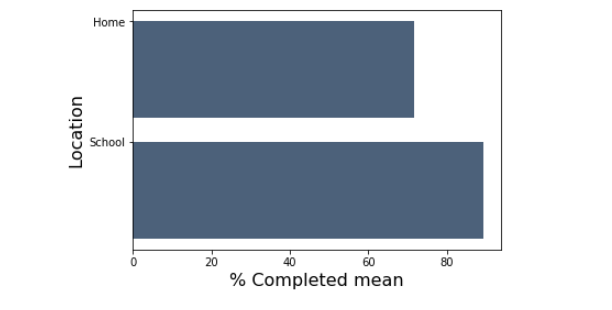 Home
School
Location
0 20 40 60 80
% Completed mean